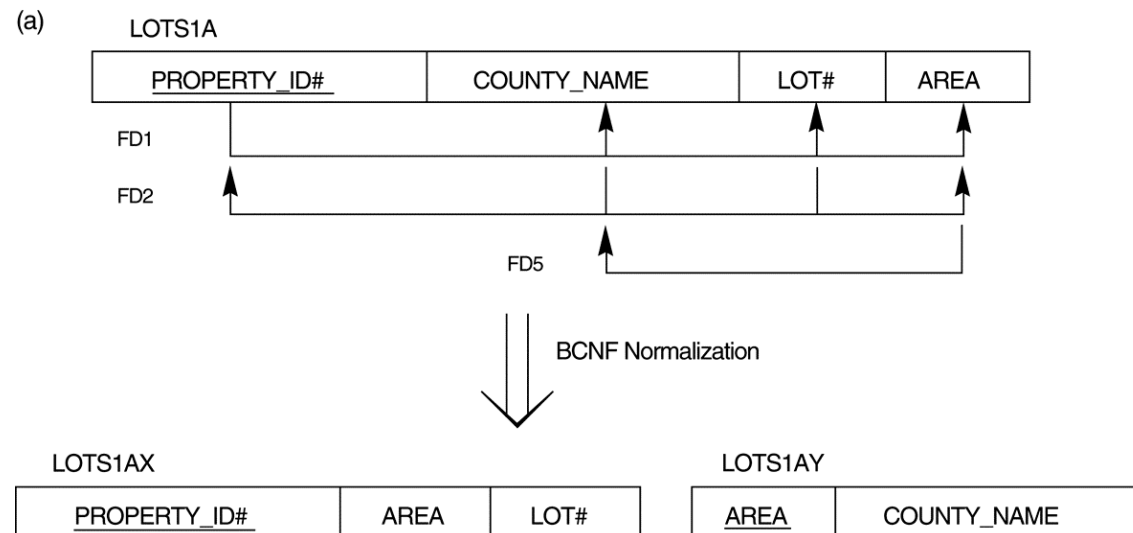 (a)
LOTS1A
PROPERTY_ID# COUNTY_NAME LOT# AREA
FD1
FD2
FD5
BCNF Normalization
LOTS1AX LOTS1AY
PROPERTY_ID# AREA LOT# AREA COUNTY_NAME